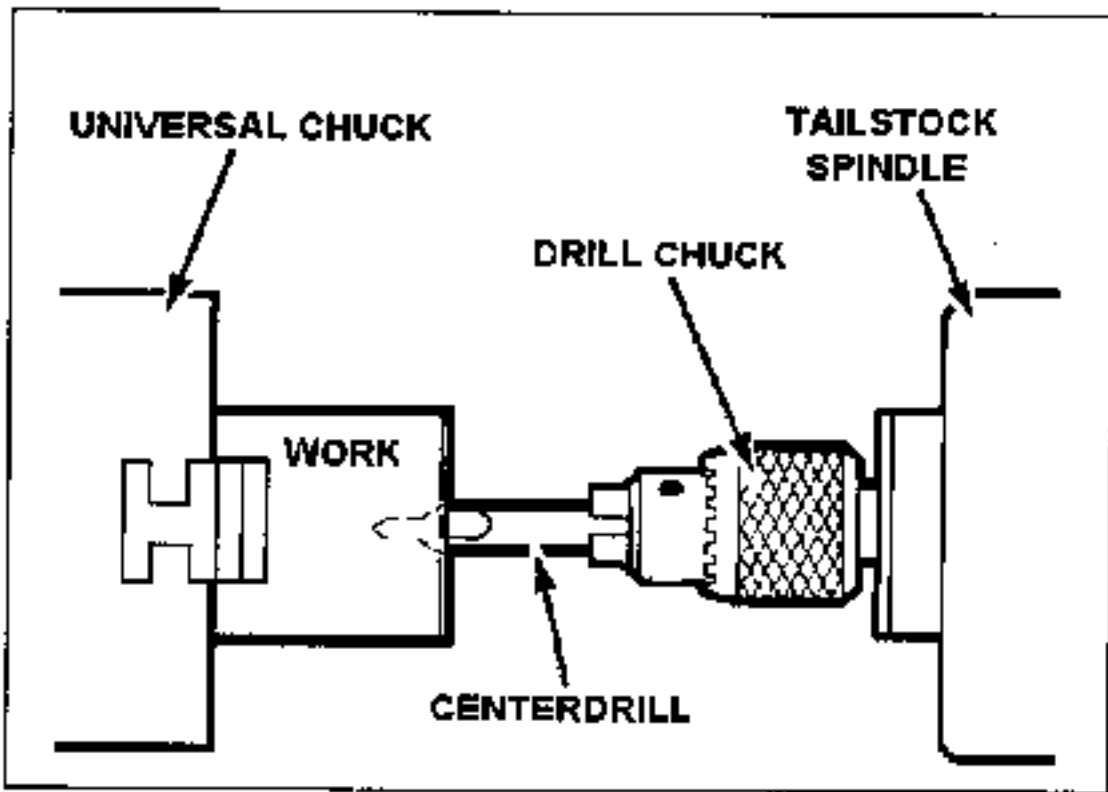 UNIVERSAL CHUCK
TAILSTOCK
SPINDLE
DRILL CHUCK
WORK
CENTERDRILL